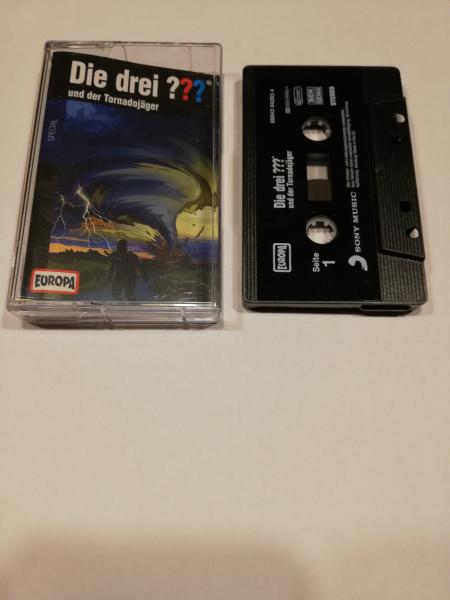 Die drei ???®
und der Tornadojäger
SPECIAL
EUROPA
Die drei ???
und der Tornadojäger
EUROPA
Seite
1
SONY MUSIC
STEREO